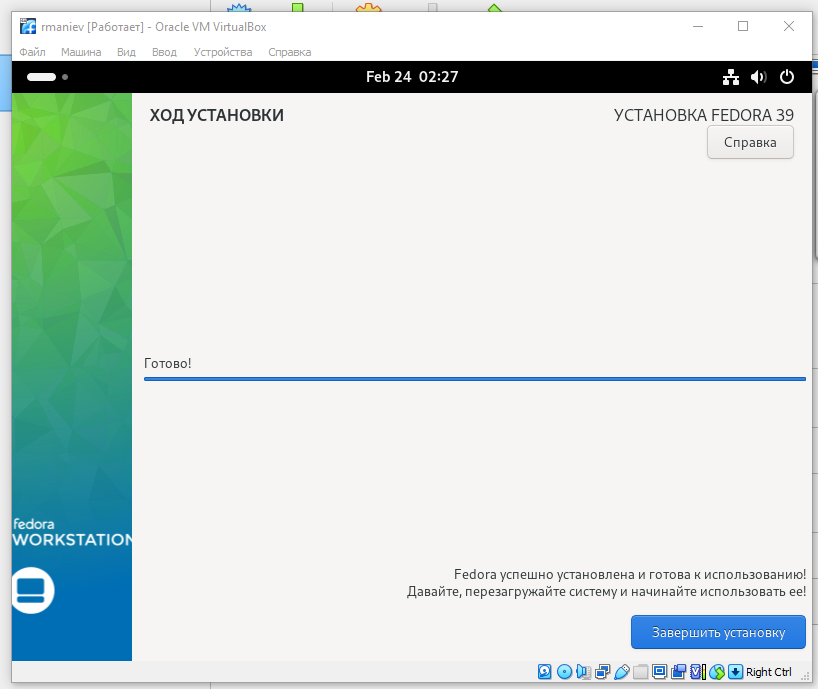 rmaniev [Работает] - Oracle VM VirtualBox
Файл Машина Вид Ввод Устройства Справка
Feb 24 02:27
ХОД УСТАНОВКИ
УСТАНОВКА FEDORA 39
Справка
Готово!
fedora
WORKSTATION
Fedora успешно установлена и готова к использованию!
Давайте, перезагружайте систему и начинайте использовать ее!
Завершить установку
Right Ctrl